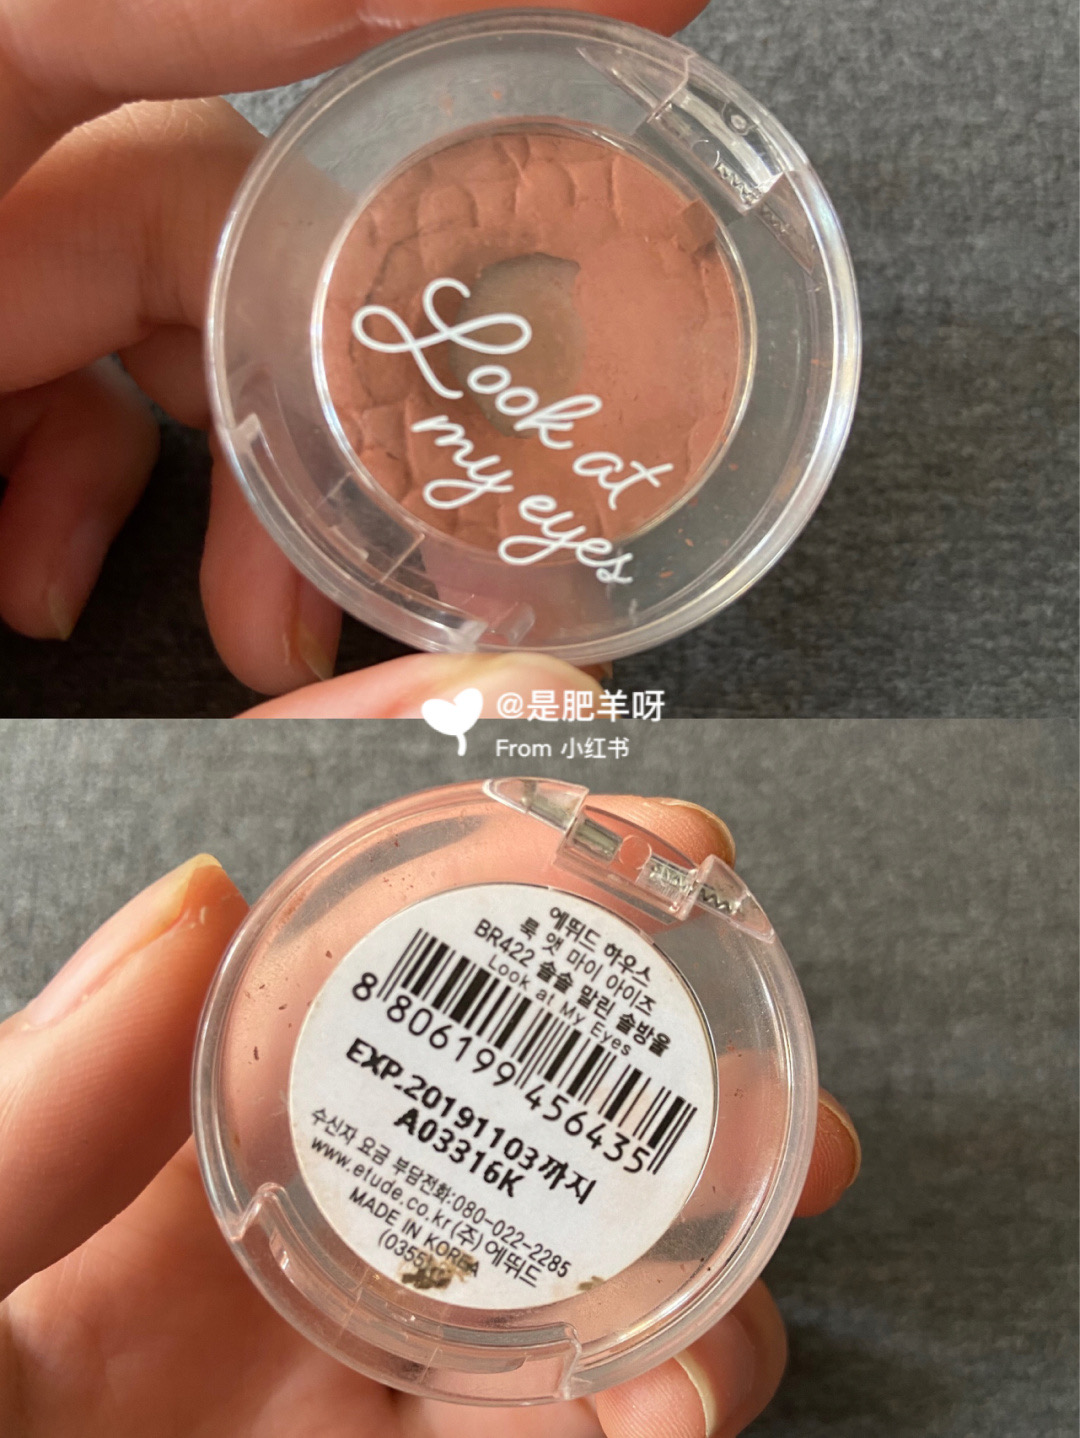 Look at
my eyes
@是肥羊呀
From 小红书
에뛰드 하우스
룩 앳 마이 아이즈
BR422 솔솔 말린 솔방울
Look at My Eyes
8 806199 456435
EXP.20191103까지
A03316K
수신자 요금 부담전화:080-022-2285
www.etude.co.kr(주)에뛰드
MADE IN KOREA
(0355)